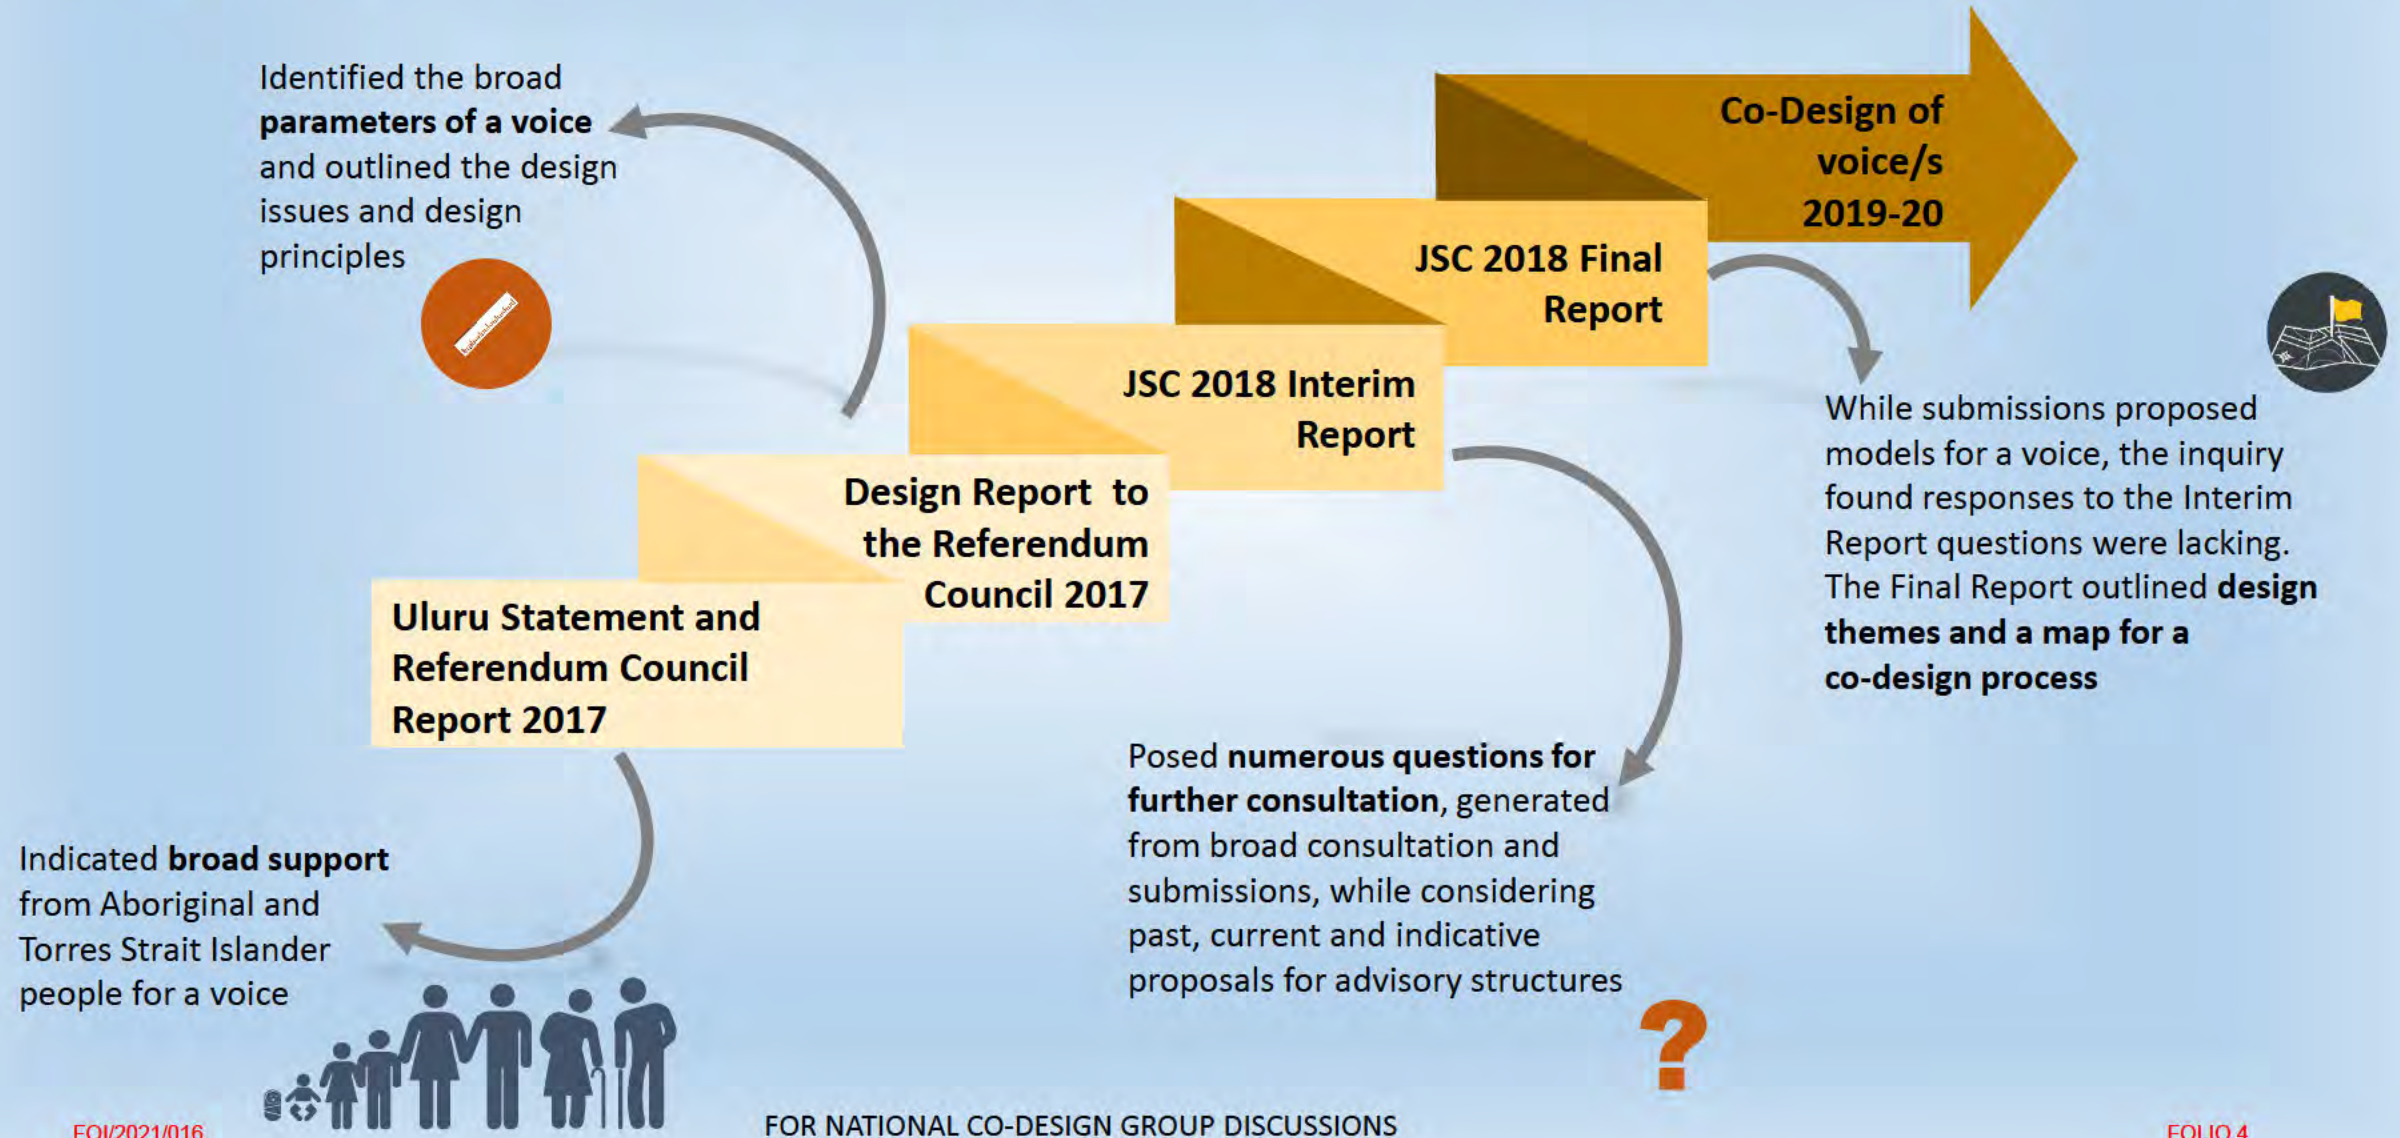 Identified the broad
parameters of a voice
and outlined the design
issues and design
principles
Co-Design of
voice/s
2019-20
JSC 2018 Final
Report
JSC 2018 Interim
Report
Design Report to
the Referendum
Council 2017
Uluru Statement and
Referendum Council
Report 2017
While submissions proposed
models for a voice, the inquiry
found responses to the Interim
Report questions were lacking.
The Final Report outlined design
themes and a map for a
co-design process
Posed numerous questions for
further consultation, generated
from broad consultation and
submissions, while considering
past, current and indicative
proposals for advisory structures
?
Indicated broad support
from Aboriginal and
Torres Strait Islander
people for a voice
FOI/2021/016
FOR NATIONAL CO-DESIGN GROUP DISCUSSIONS
FOLIO 4